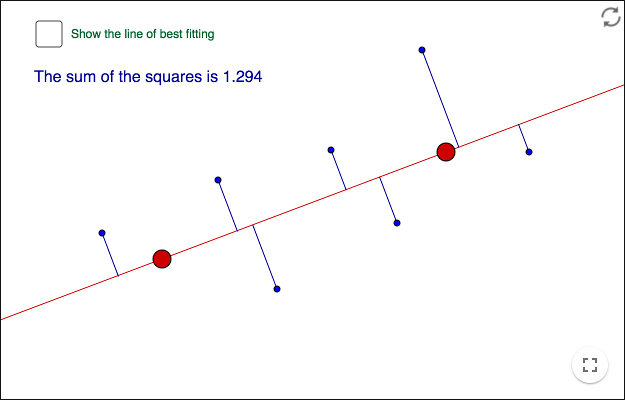 Show the line of best fitting
The sum of the squares is 1.294